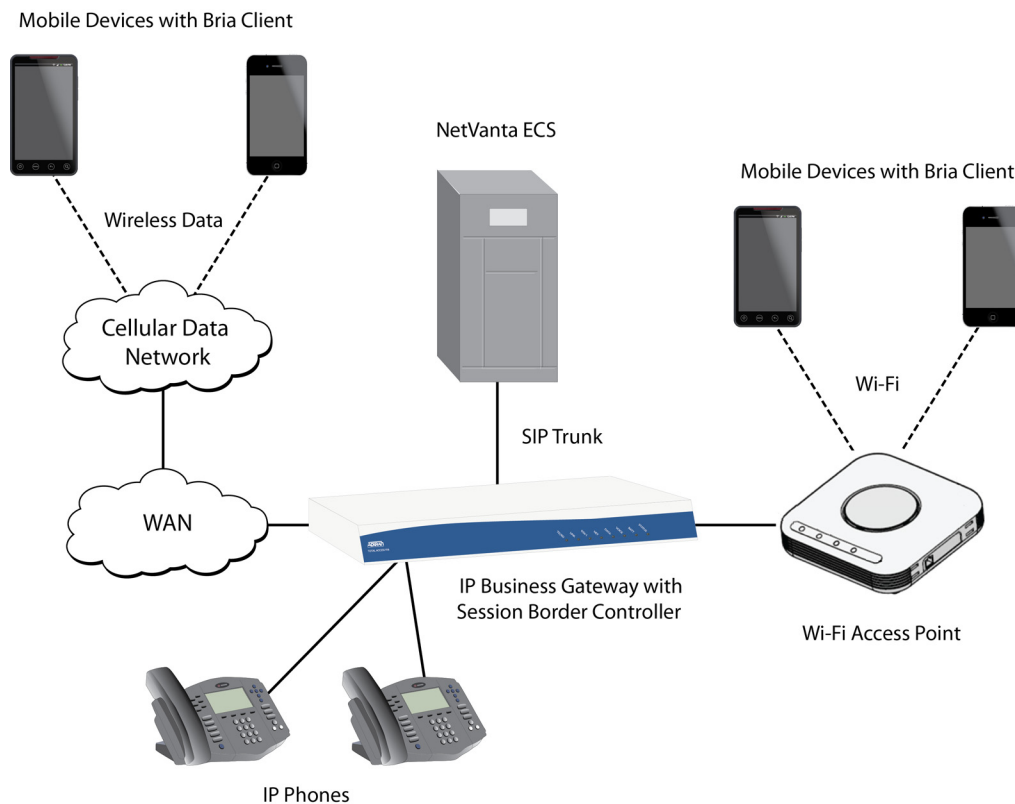 Mobile Devices with Bria Client
NetVanta ECS
Mobile Devices with Bria Client
Wireless Data
Cellular Data
Network
Wi-Fi
SIP Trunk
WAN
ADTRAN
IP Business Gateway with
Session Border Controller
Wi-Fi Access Point
IP Phones